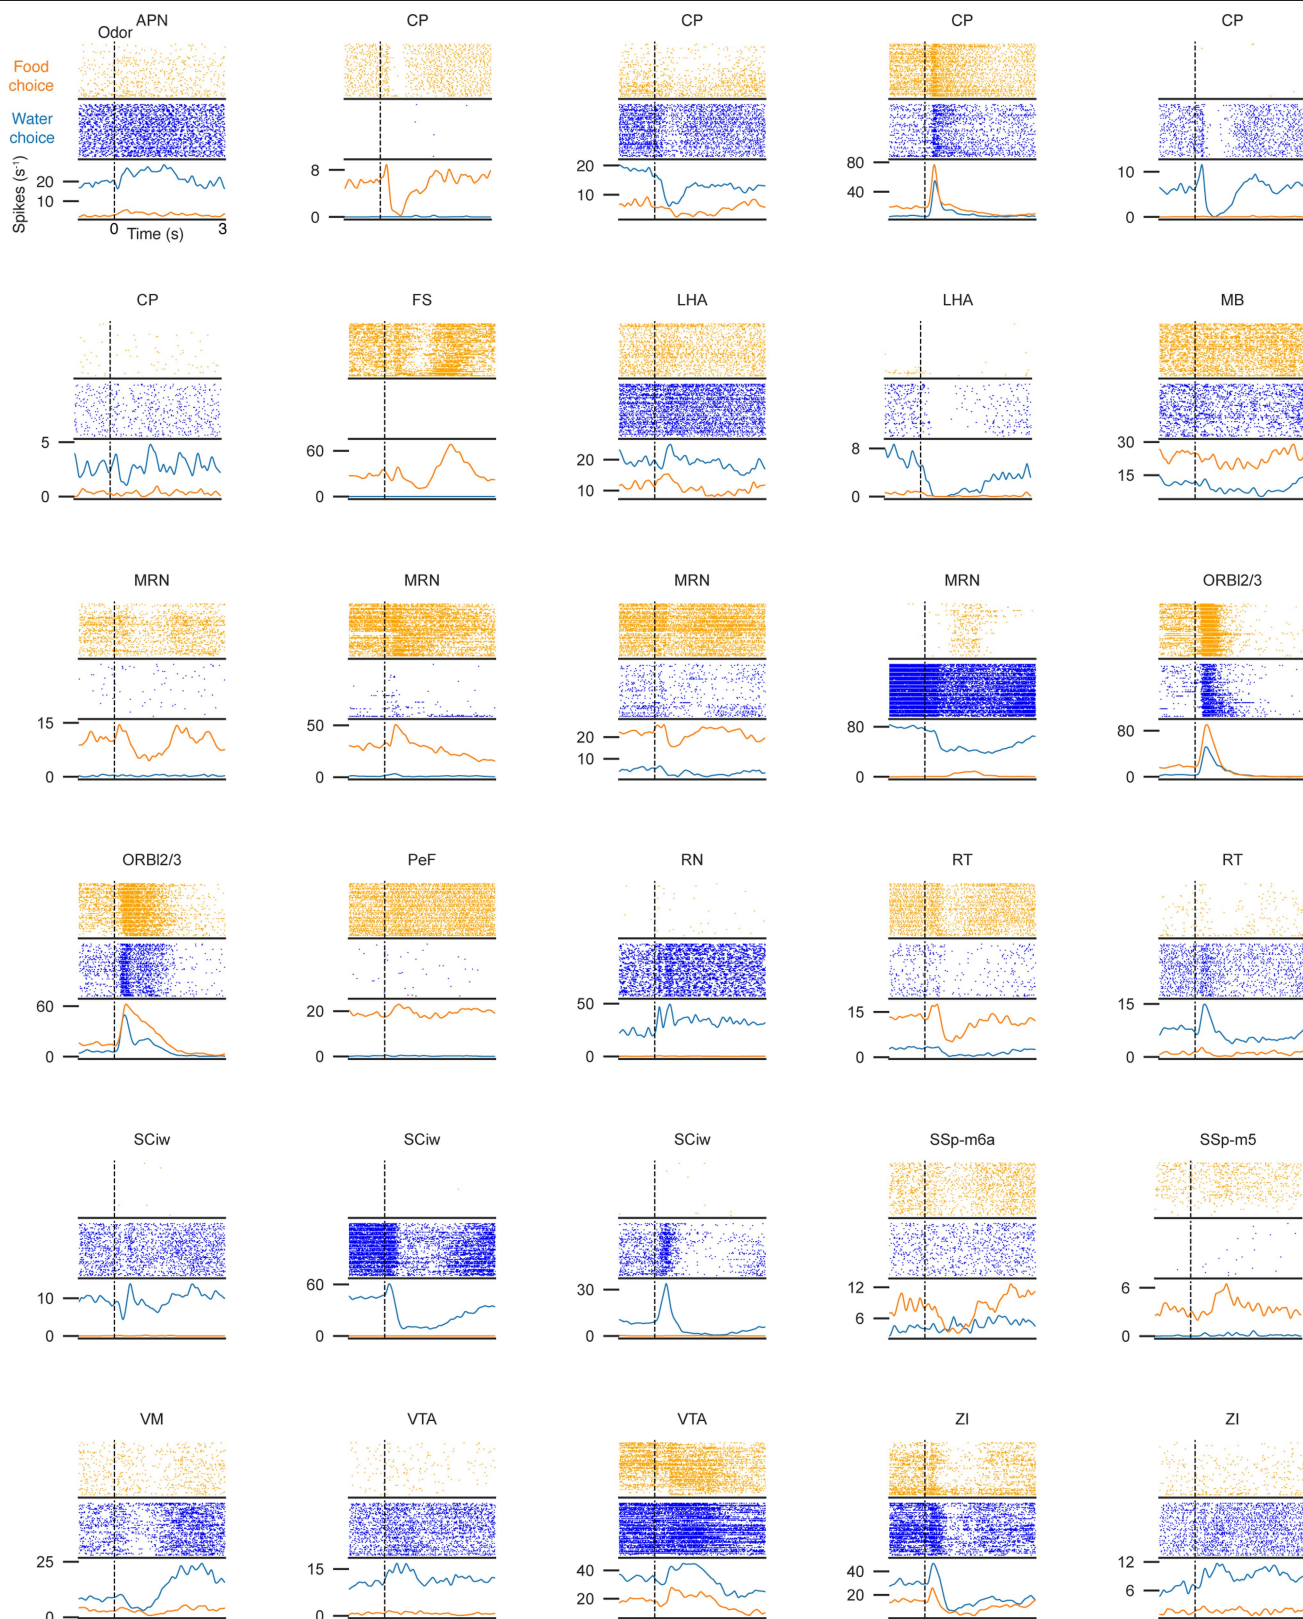 APN
CP
CP
CP
CP
Odor
Food
choice
Water
choice
Spikes (s⁻¹)
20
10
0
Time (s)
3
8
0
20
10
80
40
10
0
CP
FS
LHA
LHA
MB
5
0
60
0
20
10
8
0
30
15
MRN
MRN
MRN
MRN
ORBl2/3
15
0
50
0
20
10
80
0
80
0
ORBl2/3
PeF
RN
RT
RT
60
0
20
0
50
0
15
0
15
0
SCiw
SCiw
SCiw
SSp-m6a
SSp-m5
10
0
60
0
30
0
12
6
6
0
VM
VTA
VTA
ZI
ZI
25
0
15
0
40
20
40
20
12
6